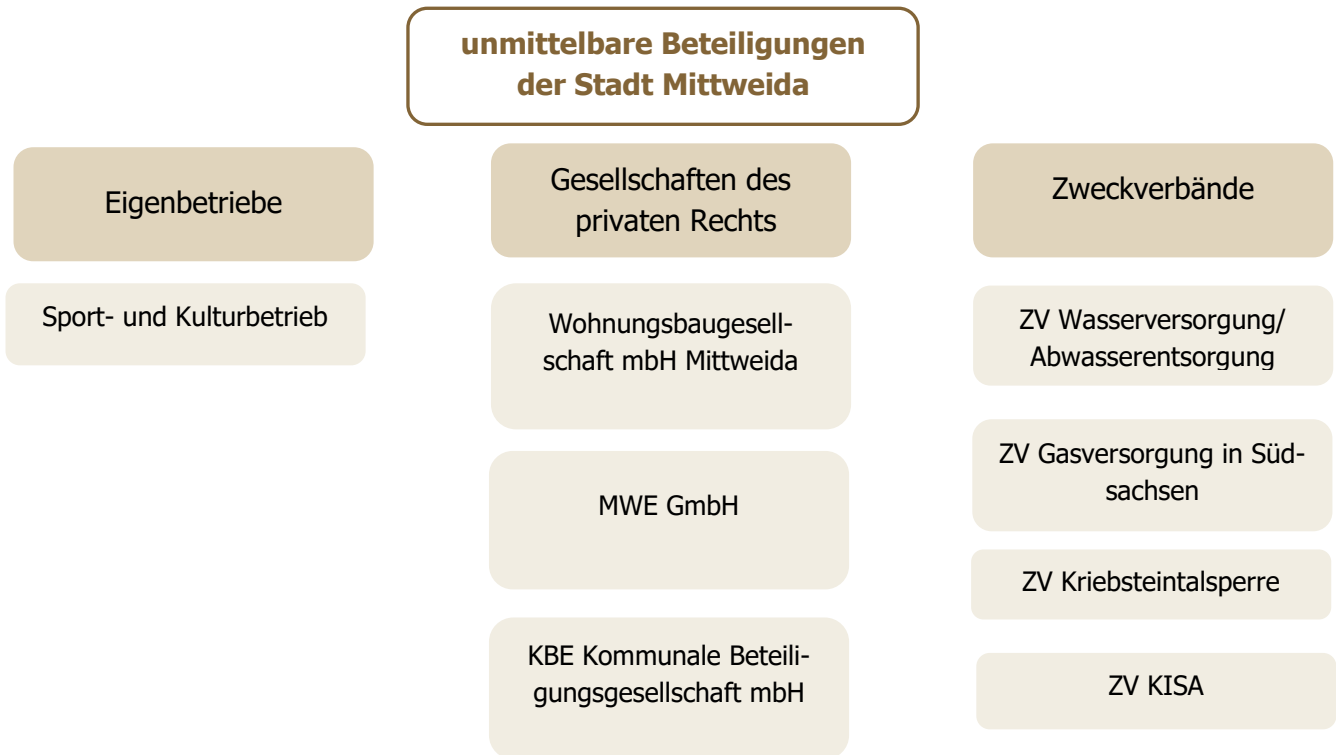 unmittelbare Beteiligungen
der Stadt Mittweida
Eigenbetriebe
Sport- und Kulturbetrieb
Gesellschaften des
privaten Rechts
Wohnungsbaugesell-
schaft mbH Mittweida
MWE GmbH
KBE Kommunale Beteili-
gungsgesellschaft mbH
Zweckverbände
ZV Wasserversorgung/
Abwasserentsorgung
ZV Gasversorgung in Süd-
sachsen
ZV Kriebsteintalsperre
ZV KISA